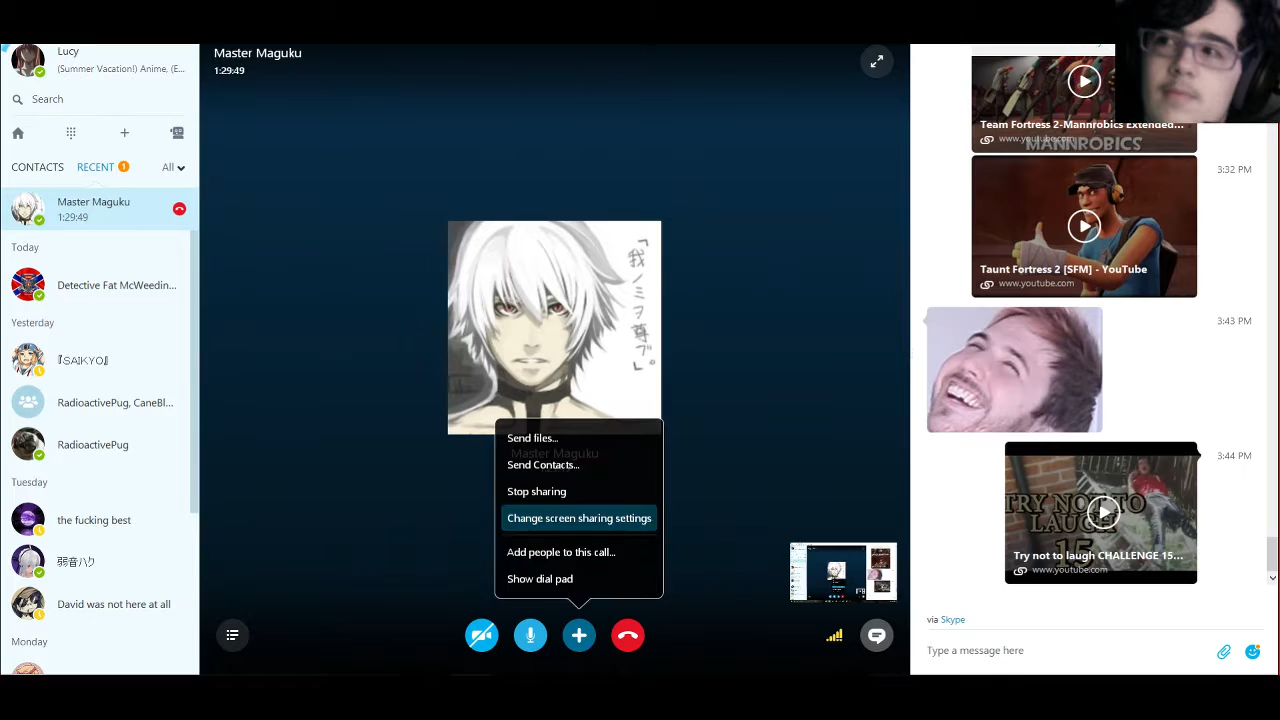 Lucy
(Summer Vacation!) Anime, (E...
Search
CONTACTS
RECENT
1
All
Master Maguku
1:29:49
Today
Detective Fat McWeedin...
Yesterday
『SAIKYO』
RadioactivePug, CaneBl...
RadioactivePug
Tuesday
the fucking best
弱音ハク
David was not here at all
Monday
Master Maguku
1:29:49
「我ノミヲ尊ブ。」
Send files...
Master Maguku
Send Contacts...
Stop sharing
Change screen sharing settings
Add people to this call...
Show dial pad
Team Fortress 2-Mannrobics Extended...
www.youtube.com
MANNROBICS
3:32 PM
Taunt Fortress 2 [SFM] - YouTube
www.youtube.com
3:43 PM
3:44 PM
TRY NOT TO
LAUGH
15
Try not to laugh CHALLENGE 15...
www.youtube.com
via Skype
Type a message here